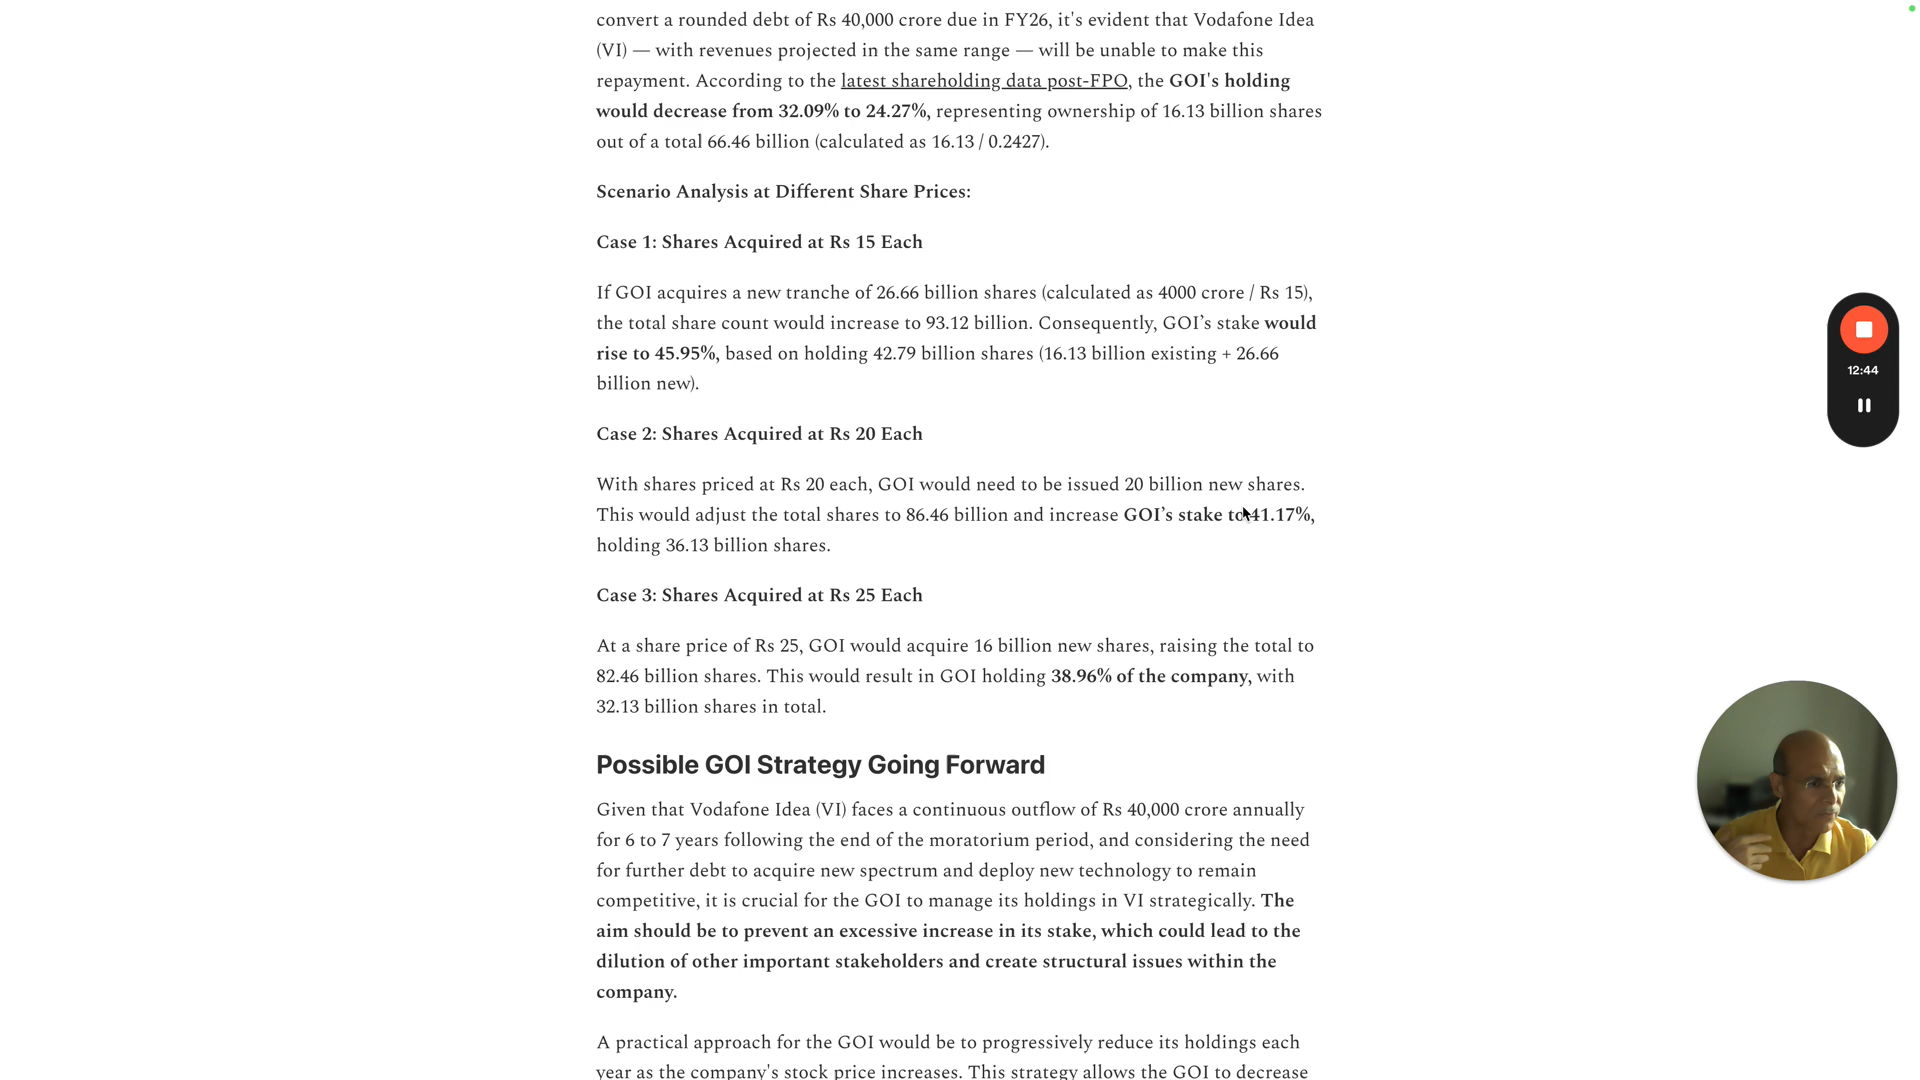 convert a rounded debt of Rs 40,000 crore due in FY26, it's evident that Vodafone Idea
(VI) — with revenues projected in the same range — will be unable to make this
repayment. According to the latest shareholding data post-FPO, the GOI's holding
would decrease from 32.09% to 24.27%, representing ownership of 16.13 billion shares
out of a total 66.46 billion (calculated as 16.13 / 0.2427).
Scenario Analysis at Different Share Prices:
Case 1: Shares Acquired at Rs 15 Each
If GOI acquires a new tranche of 26.66 billion shares (calculated as 4000 crore / Rs 15),
the total share count would increase to 93.12 billion. Consequently, GOI’s stake would
rise to 45.95%, based on holding 42.79 billion shares (16.13 billion existing + 26.66
billion new).
Case 2: Shares Acquired at Rs 20 Each
With shares priced at Rs 20 each, GOI would need to be issued 20 billion new shares.
This would adjust the total shares to 86.46 billion and increase GOI’s stake to 41.17%,
holding 36.13 billion shares.
Case 3: Shares Acquired at Rs 25 Each
At a share price of Rs 25, GOI would acquire 16 billion new shares, raising the total to
82.46 billion shares. This would result in GOI holding 38.96% of the company, with
32.13 billion shares in total.
Possible GOI Strategy Going Forward
Given that Vodafone Idea (VI) faces a continuous outflow of Rs 40,000 crore annually
for 6 to 7 years following the end of the moratorium period, and considering the need
for further debt to acquire new spectrum and deploy new technology to remain
competitive, it is crucial for the GOI to manage its holdings in VI strategically. The
aim should be to prevent an excessive increase in its stake, which could lead to the
dilution of other important stakeholders and create structural issues within the
company.
A practical approach for the GOI would be to progressively reduce its holdings each
year as the company's stock price increases. This strategy allows the GOI to decrease
12:44